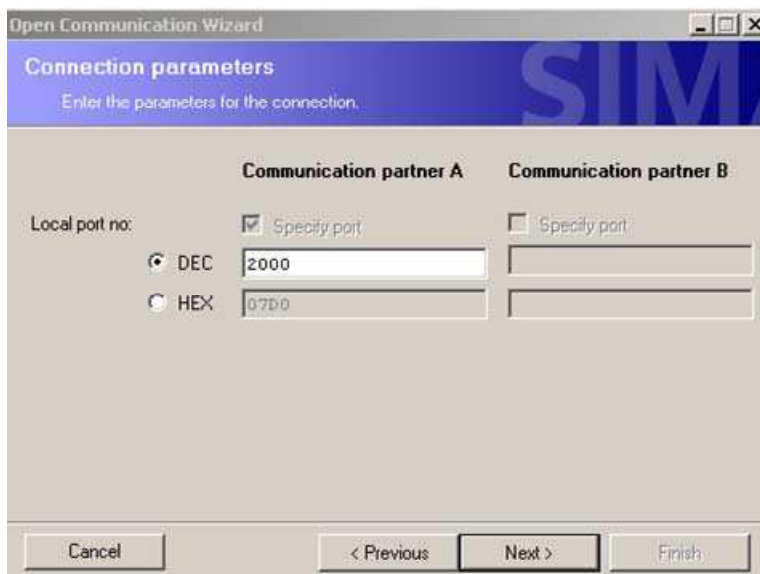 Open Communication Wizard
Connection parameters
Enter the parameters for the connection.
SIMA
Communication partner A Communication partner B
Local port no: Specify port Specify port
DEC 2000
HEX 07D0
Cancel < Previous Next > Finish